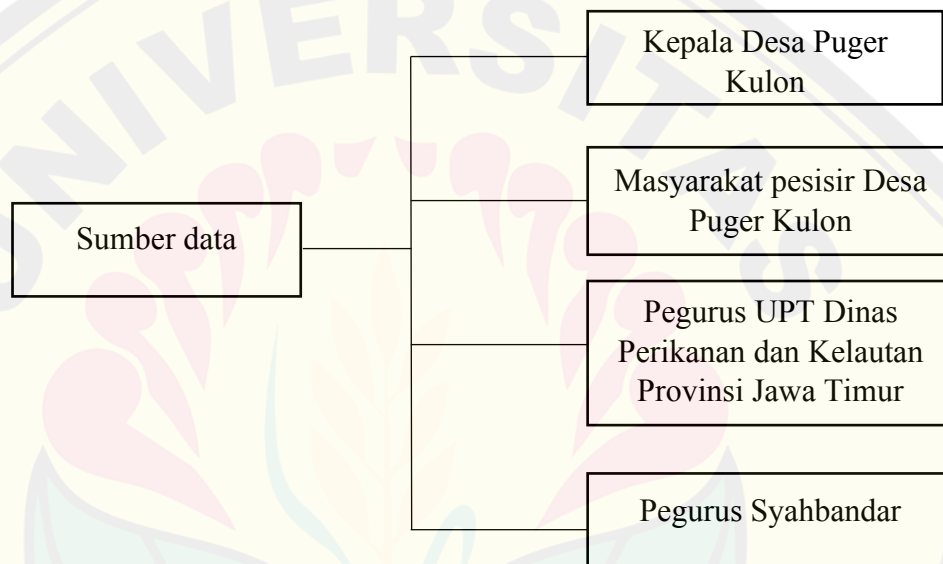 UNIVERSITAS
Sumber data
Kepala Desa Puger
Kulon
Masyarakat pesisir Desa
Puger Kulon
Pegurus UPT Dinas
Perikanan dan Kelautan
Provinsi Jawa Timur
Pegurus Syahbandar